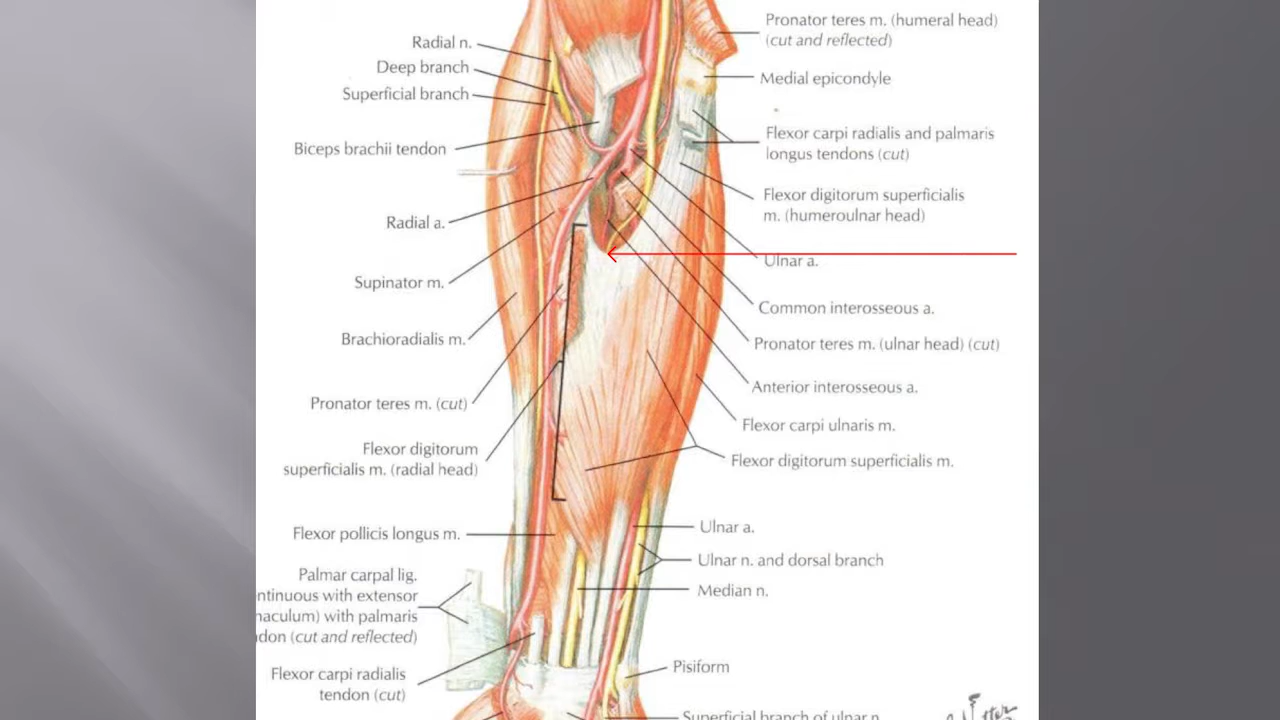 Radial n.
Deep branch
Superficial branch
Biceps brachii tendon
Radial a.
Supinator m.
Brachioradialis m.
Pronator teres m. (cut)
Flexor digitorum
superficialis m. (radial head)
Flexor pollicis longus m.
Palmar carpal lig.
ntinuous with extensor
naculum) with palmaris
don (cut and reflected)
Flexor carpi radialis
tendon (cut)
Pronator teres m. (humeral head)
(cut and reflected)
Medial epicondyle
Flexor carpi radialis and palmaris
longus tendons (cut)
Flexor digitorum superficialis
m. (humeroulnar head)
Ulnar a.
Common interosseous a.
Pronator teres m. (ulnar head) (cut)
Anterior interosseous a.
Flexor carpi ulnaris m.
Flexor digitorum superficialis m.
Ulnar a.
Ulnar n. and dorsal branch
Median n.
Pisiform
Superficial branch of ulnar n.